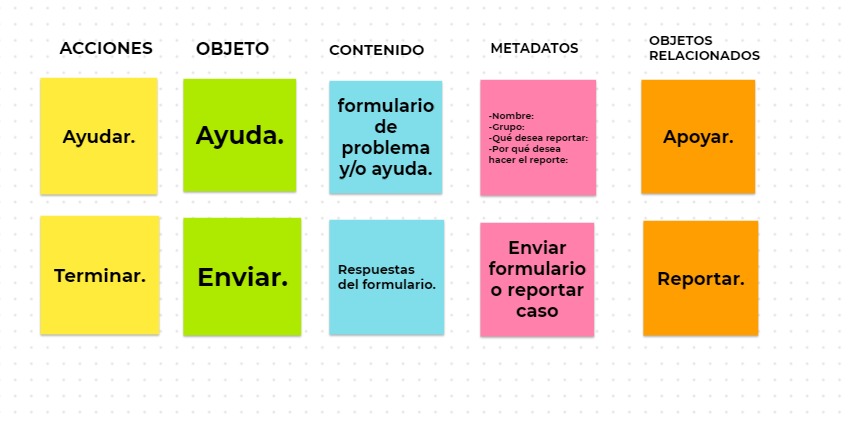 ACCIONES
OBJETO
CONTENIDO
METADATOS
OBJETOS
RELACIONADOS
Ayudar.
Ayuda.
formulario
de
problema
y/o ayuda.
-Nombre:
-Grupo:
-Qué desea reportar:
-Por qué desea
hacer el reporte:
Apoyar.
Terminar.
Enviar.
Respuestas
del formulario.
Enviar
formulario
o reportar
caso
Reportar.